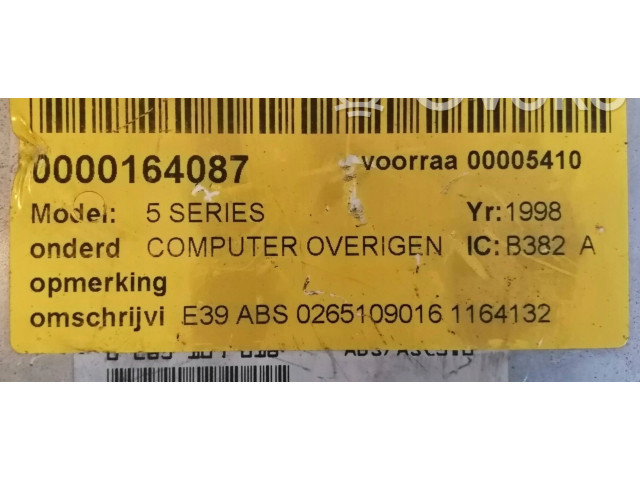 0000164087 voorraa 00005410
Model: 5 SERIES Yr: 1998
onderd COMPUTER OVERIGEN IC: B382 A
opmerking
omschrijvi E39 ABS 0265109016 1164132